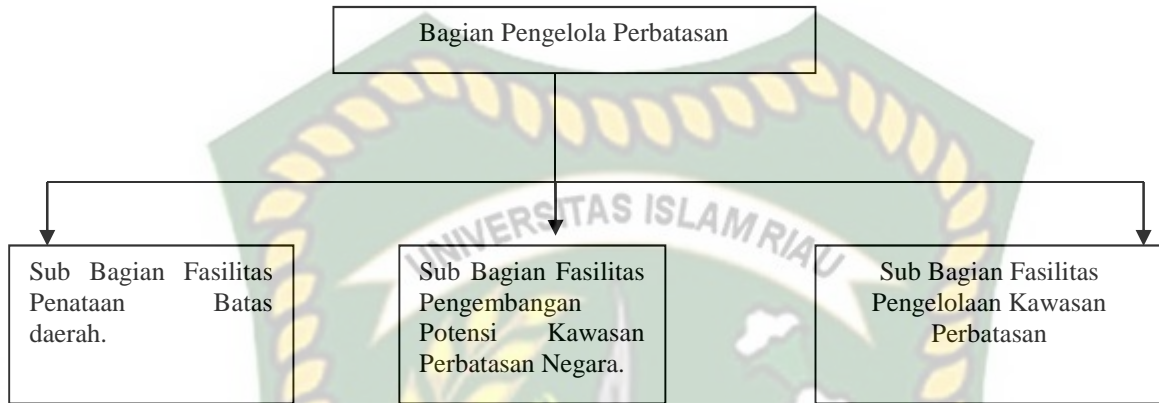 Bagian Pengelola Perbatasan
UNIVERSITAS ISLAM RIAU
Sub Bagian Fasilitas
Penataan Batas
daerah.
Sub Bagian Fasilitas
Pengembangan
Potensi Kawasan
Perbatasan Negara.
Sub Bagian Fasilitas
Pengelolaan Kawasan
Perbatasan